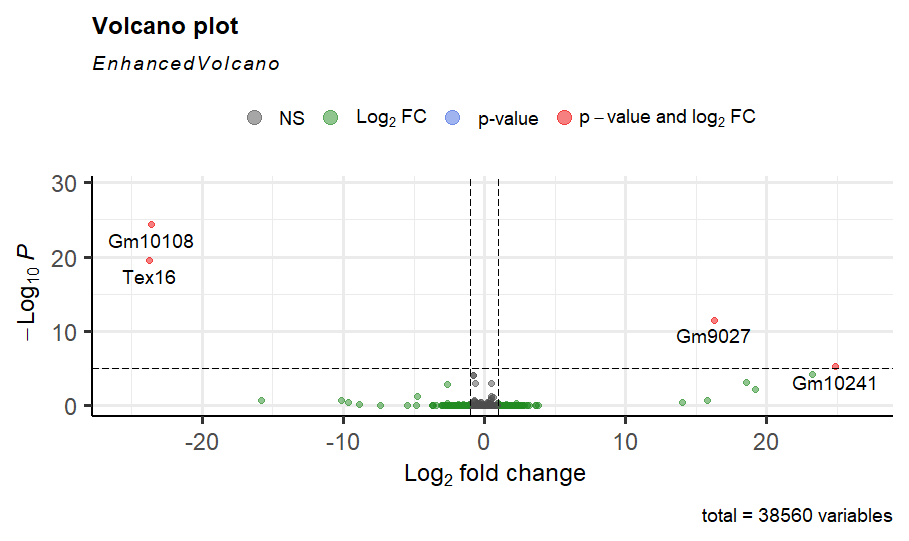 Volcano plot
EnhancedVolcano
NS Log2 FC p-value p − value and log2 FC
30
20
10
0
−Log10 P
Gm10108
Tex16
Gm9027
Gm10241
-20 -10 0 10 20
Log2 fold change
total = 38560 variables